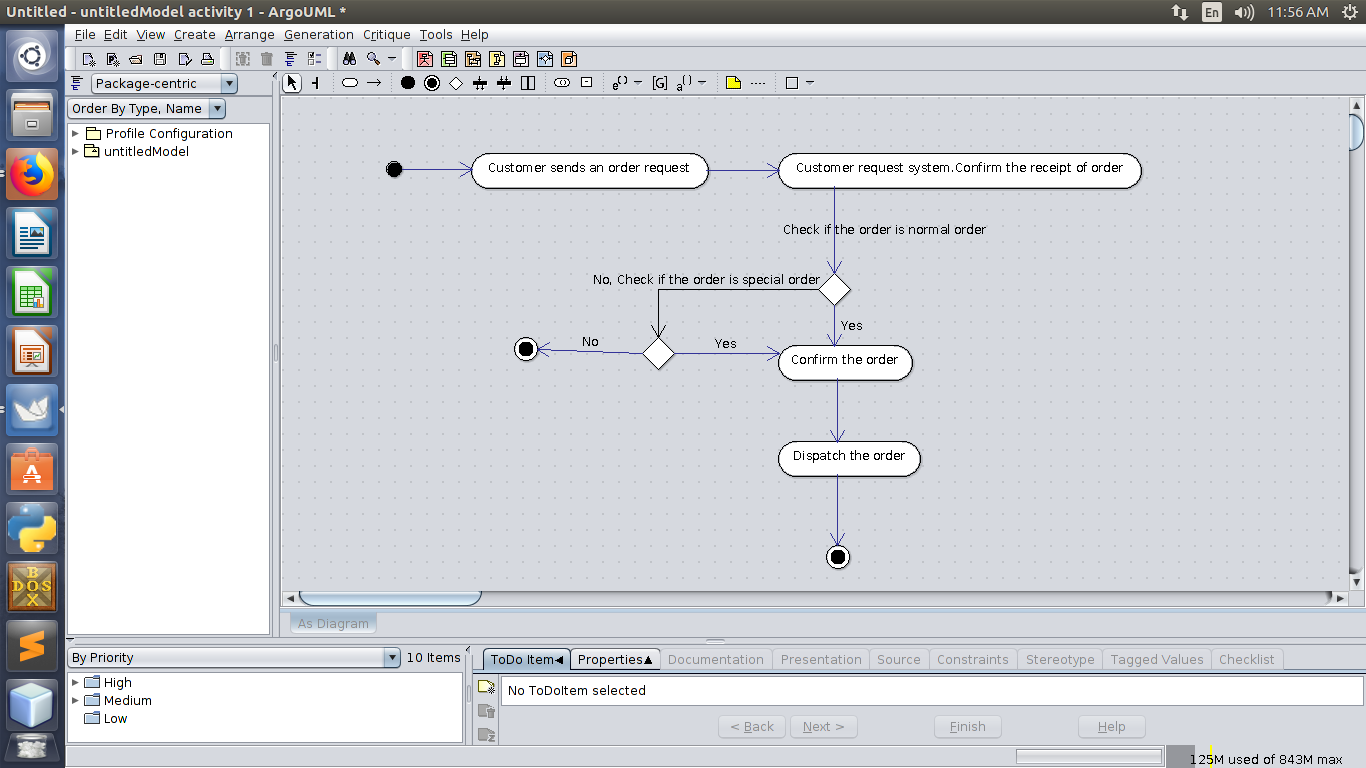 Untitled - untitledModel activity 1 - ArgoUML *
En
11:56 AM
File Edit View Create Arrange Generation Critique Tools Help
Package-centric
Order By Type, Name
Profile Configuration
untitledModel
Customer sends an order request
Customer request system.Confirm the receipt of order
Check if the order is normal order
No, Check if the order is special order
Yes
No
Yes
Confirm the order
Dispatch the order
As Diagram
By Priority
10 Items
High
Medium
Low
ToDo Item
Properties
Documentation
Presentation
Source
Constraints
Stereotype
Tagged Values
Checklist
No ToDoItem selected
< Back
Next >
Finish
Help
125M used of 843M max